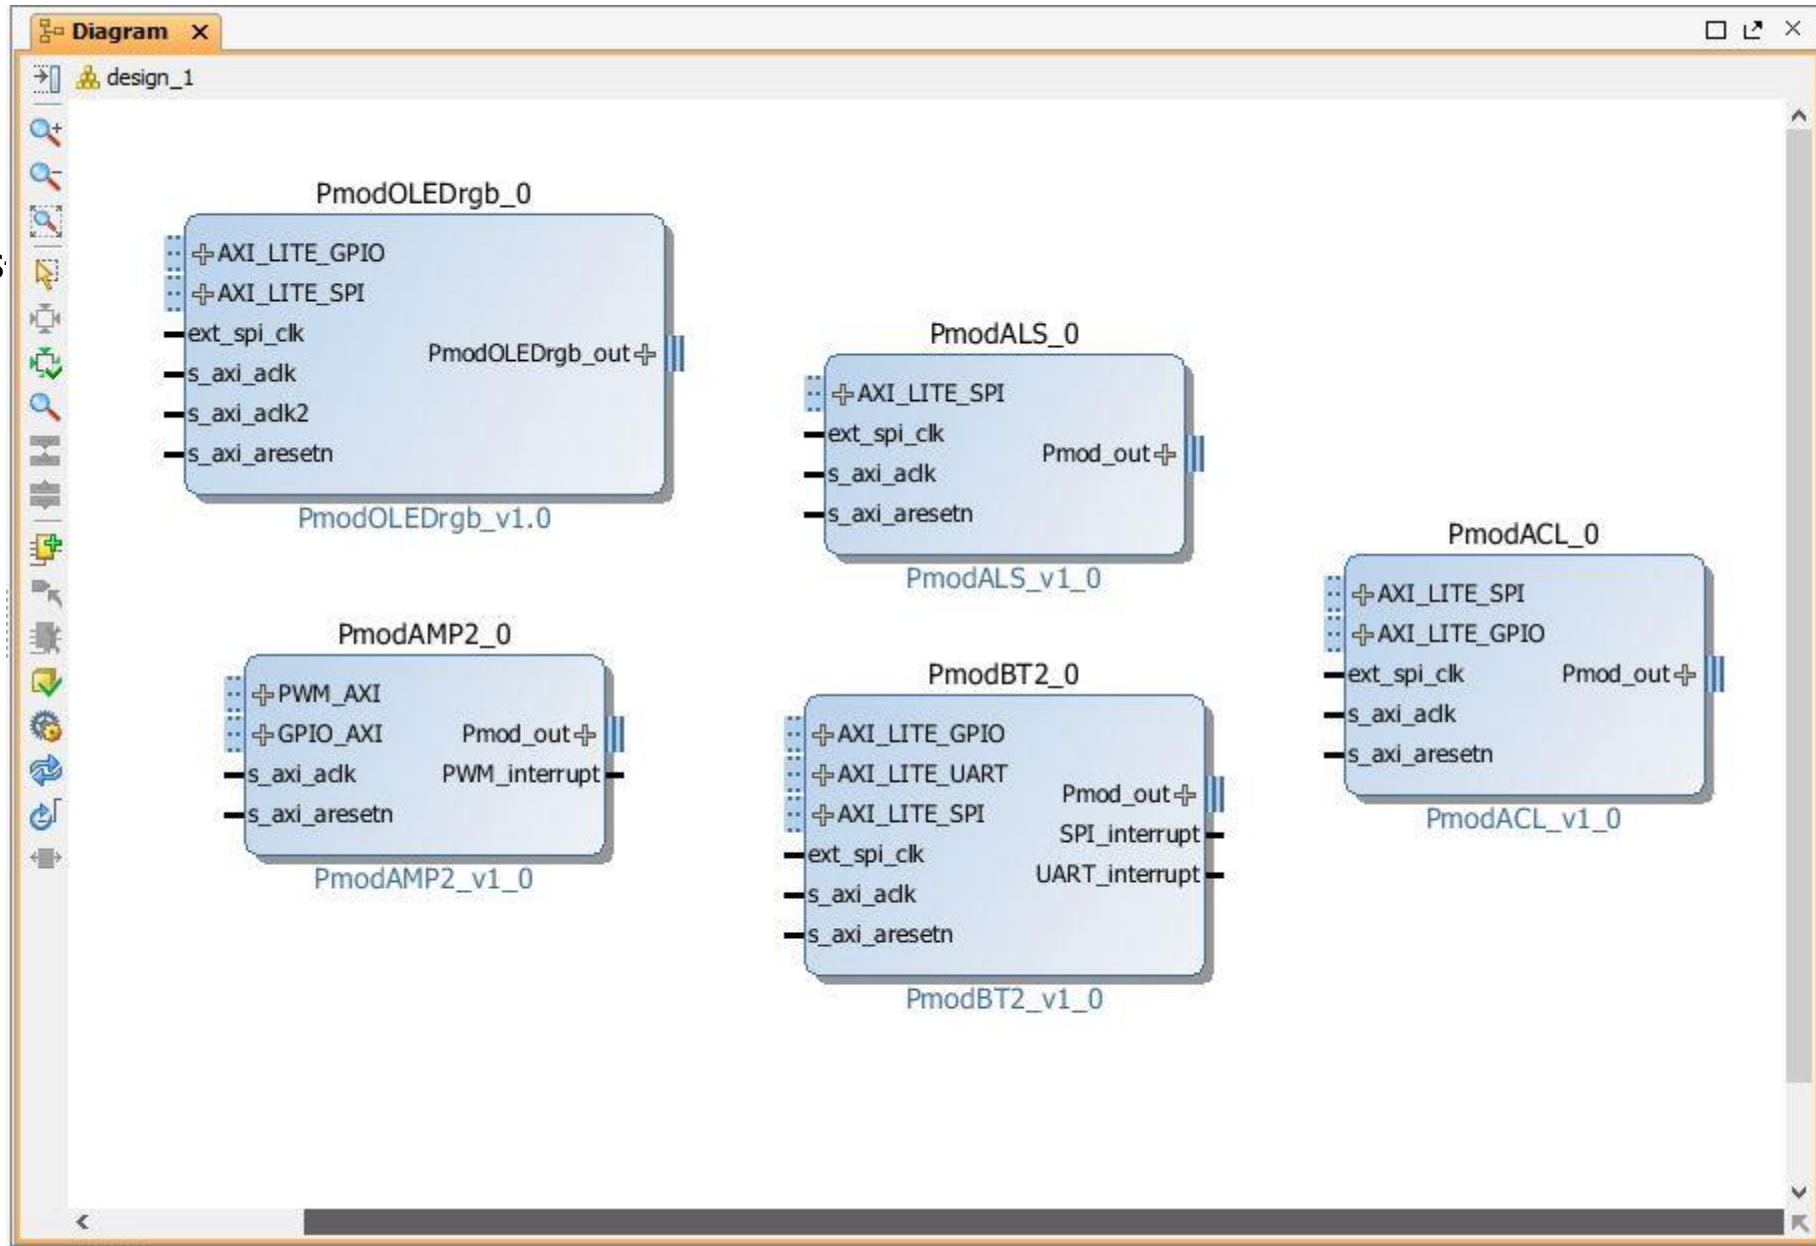 Diagram
design_1
PmodOLEDrgb_0
AXI_LITE_GPIO
AXI_LITE_SPI
ext_spi_clk
PmodOLEDrgb_out
s_axi_aclk
s_axi_aclk2
s_axi_aresetn
PmodOLEDrgb_v1.0
PmodALS_0
AXI_LITE_SPI
ext_spi_clk
Pmod_out
s_axi_aclk
s_axi_aresetn
PmodALS_v1_0
PmodACL_0
AXI_LITE_SPI
AXI_LITE_GPIO
ext_spi_clk
Pmod_out
s_axi_aclk
s_axi_aresetn
PmodACL_v1_0
PmodAMP2_0
PWM_AXI
GPIO_AXI
Pmod_out
s_axi_aclk
PWM_interrupt
s_axi_aresetn
PmodAMP2_v1_0
PmodBT2_0
AXI_LITE_GPIO
AXI_LITE_UART
Pmod_out
AXI_LITE_SPI
SPI_interrupt
ext_spi_clk
UART_interrupt
s_axi_aclk
s_axi_aresetn
PmodBT2_v1_0